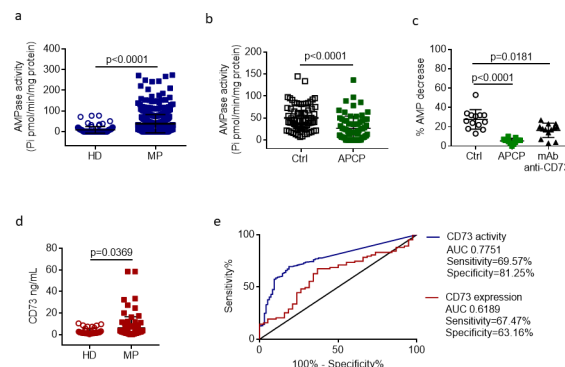 a
AMPase activity
(Pi pmol/min/mg protein)
400
300
200
100
0
p<0.0001
HD
MP
b
AMPase activity
(Pi pmol/min/mg protein)
200
150
100
50
0
p<0.0001
Ctrl
APCP
c
% AMP decrease
80
60
40
20
0
p=0.0181
p<0.0001
Ctrl
APCP
mAb
anti-CD73
d
CD73 ng/mL
80
60
40
20
0
p=0.0369
HD
MP
e
Sensitivity%
100
50
0
0
50
100
100% - Specificity%
CD73 activity
AUC 0.7751
Sensitivity=69.57%
Specificity=81.25%
CD73 expression
AUC 0.6189
Sensitivity=67.47%
Specificity=63.16%